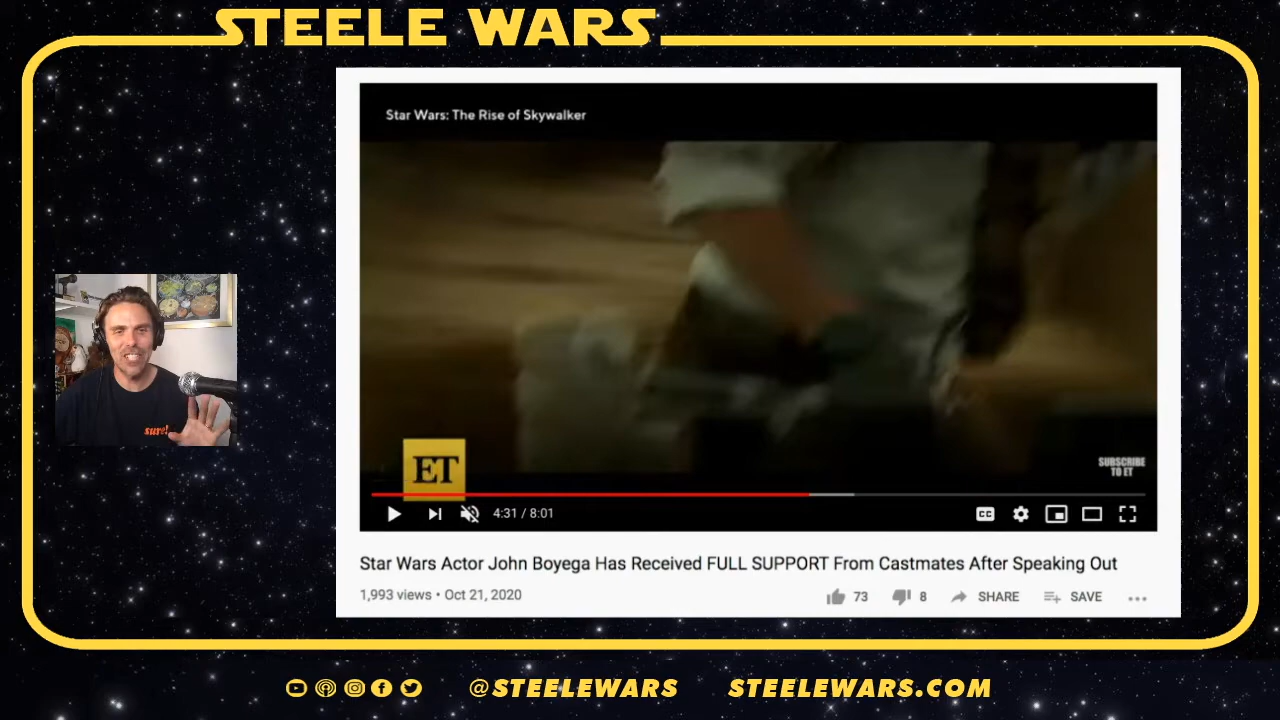 STEELE WARS
Star Wars: The Rise of Skywalker
sure!
ET
SUBSCRIBE
TO ET
4:31 / 8:01
CC
Star Wars Actor John Boyega Has Received FULL SUPPORT From Castmates After Speaking Out
1,993 views • Oct 21, 2020
73
8
SHARE
SAVE
@STEELEWARS
STEELEWARS.COM